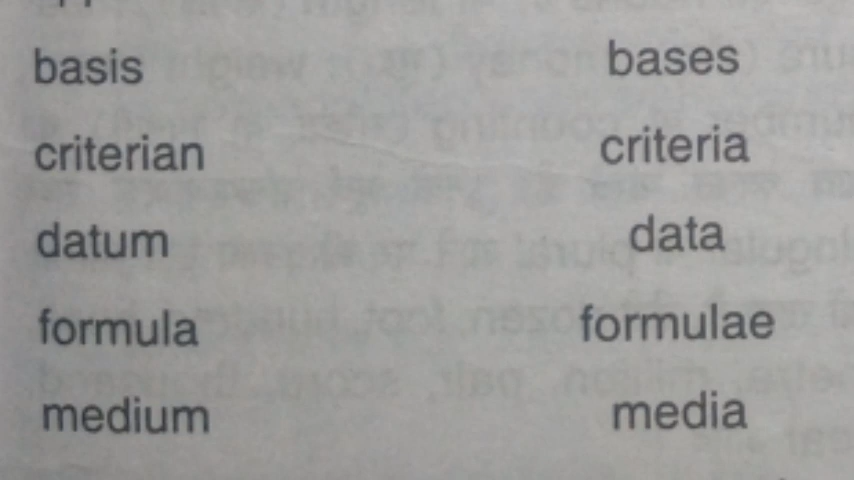 basis bases
criterian criteria
datum data
formula formulae
medium media